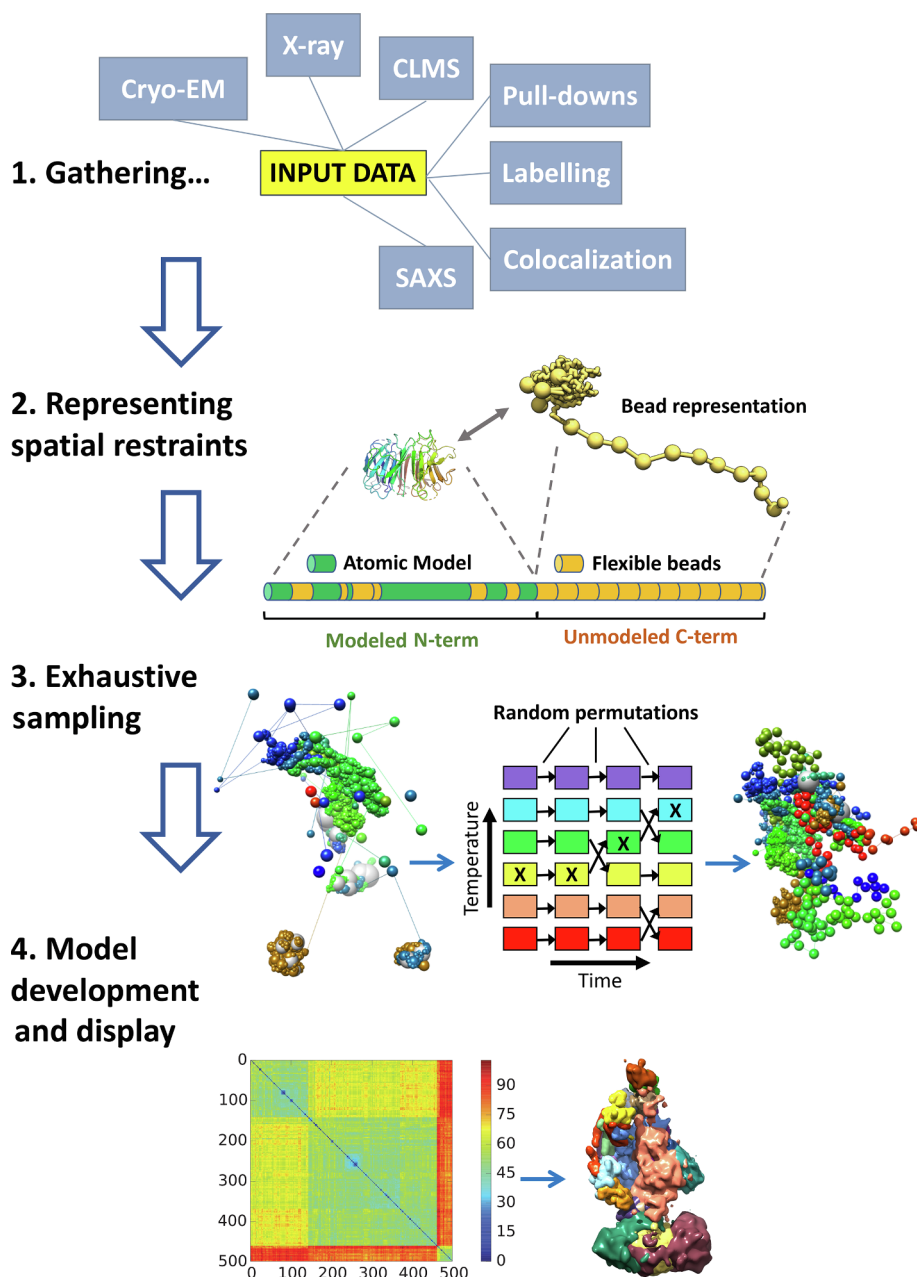 X-ray
CLMS
Cryo-EM
Pull-downs
1. Gathering...
INPUT DATA
Labelling
Colocalization
SAXS
2. Representing
spatial restraints
Bead representation
Atomic Model
Flexible beads
Modeled N-term
Unmodeled C-term
3. Exhaustive
sampling
Random permutations
X
X
X
X
Temperature
Time
4. Model
development
and display
0
100
200
300
400
500
0 100 200 300 400 500
90
75
60
45
30
15
0